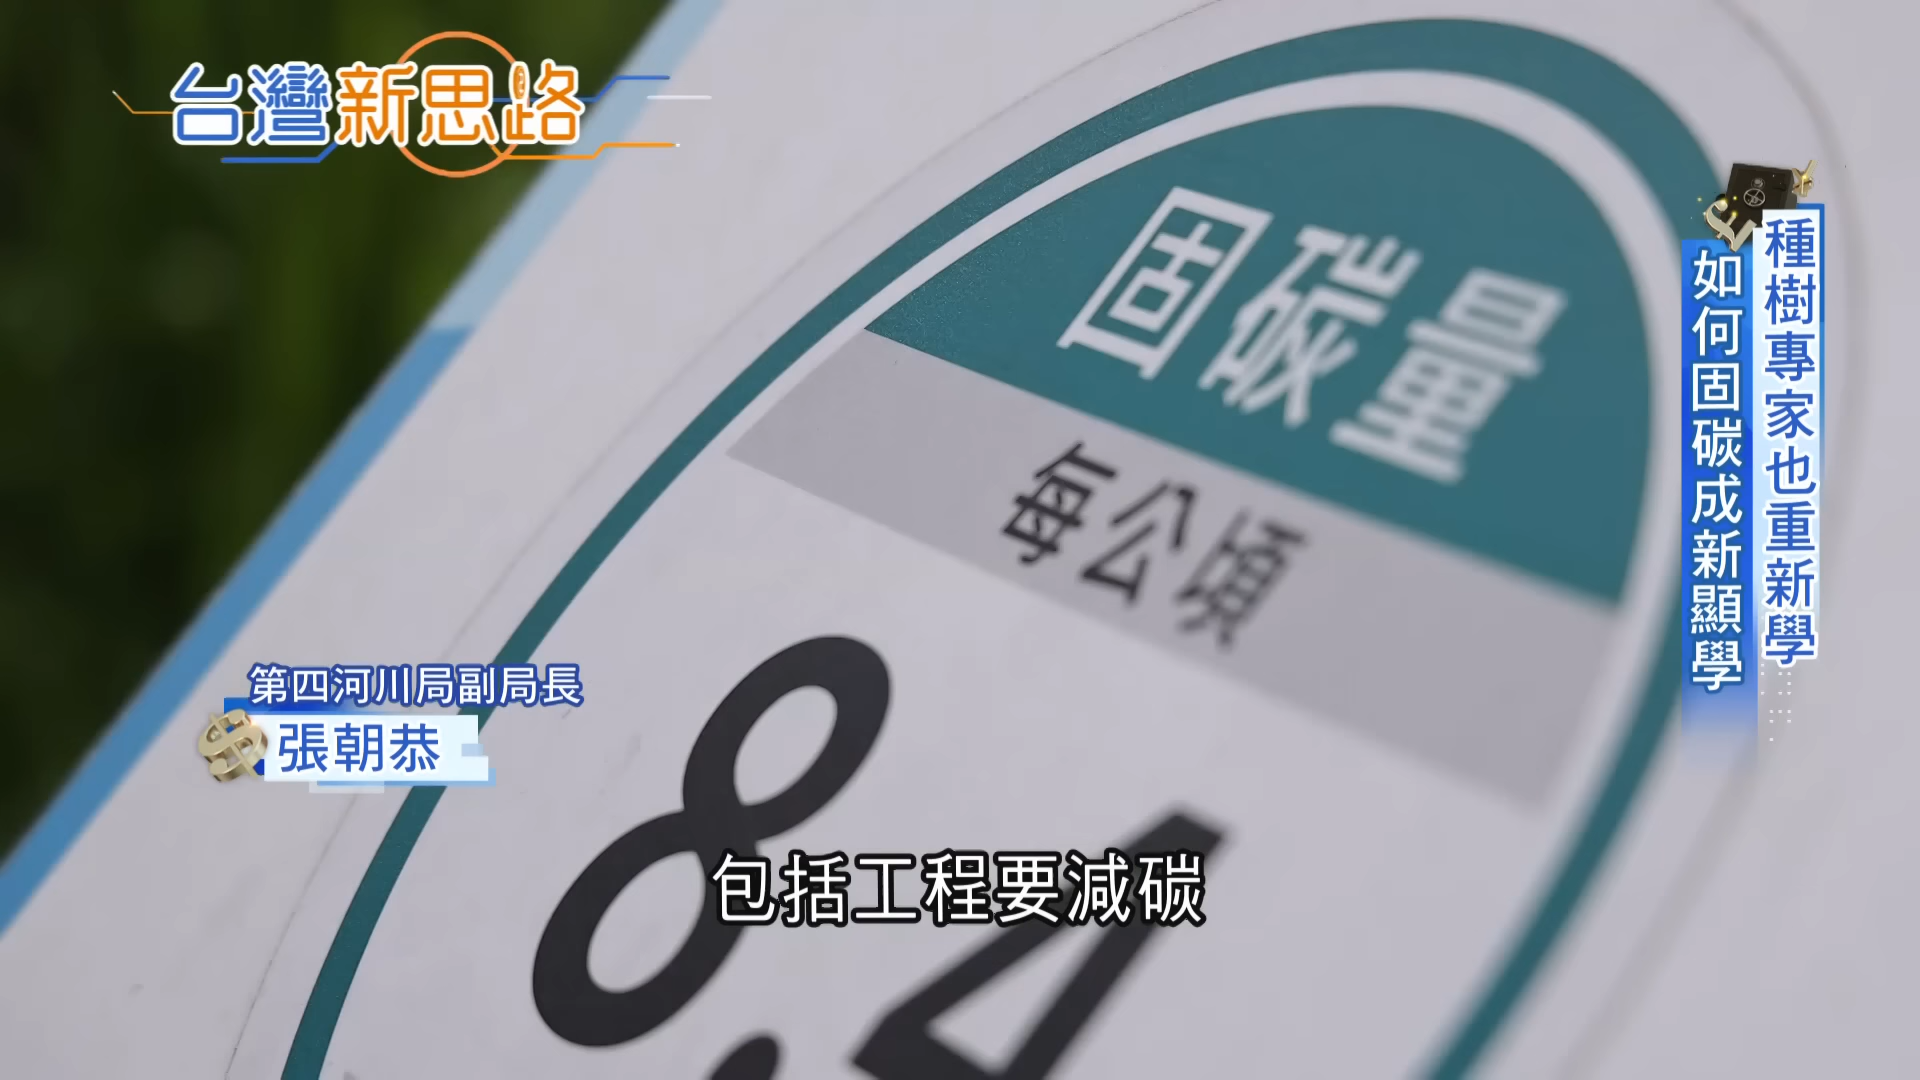 台灣新思路
種樹專家也重新學
如何固碳成新顯學
固碳量
每公頃
8.4
第四河川局副局長
張朝恭
包括工程要減碳